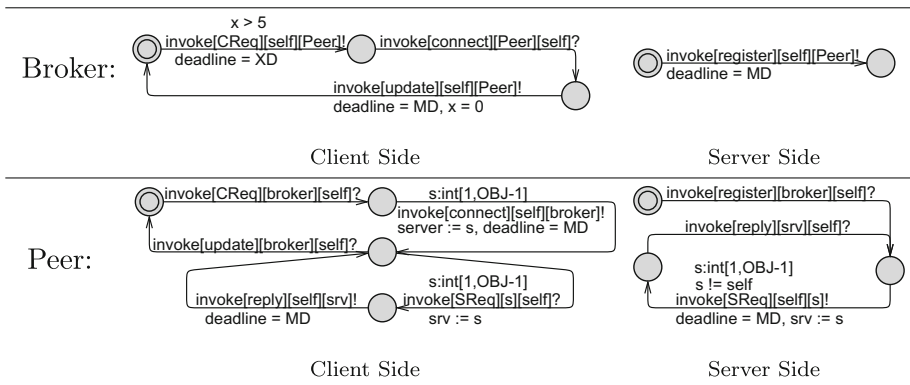 x > 5
invoke[CReq][self][Peer]!
deadline = XD
invoke[connect][Peer][self]?
invoke[update][self][Peer]!
deadline = MD, x = 0
invoke[register][self][Peer]!
deadline = MD
Broker:
Client Side
Server Side
invoke[CReq][broker][self]?
s:int[1,OBJ-1]
invoke[connect][self][broker]!
server := s, deadline = MD
invoke[update][broker][self]?
s:int[1,OBJ-1]
invoke[reply][self][srv]!
deadline = MD
invoke[SReq][s][self]?
srv := s
invoke[register][broker][self]?
invoke[reply][srv][self]?
s:int[1,OBJ-1]
s != self
invoke[SReq][self][s]!
deadline = MD, srv := s
Peer:
Client Side
Server Side